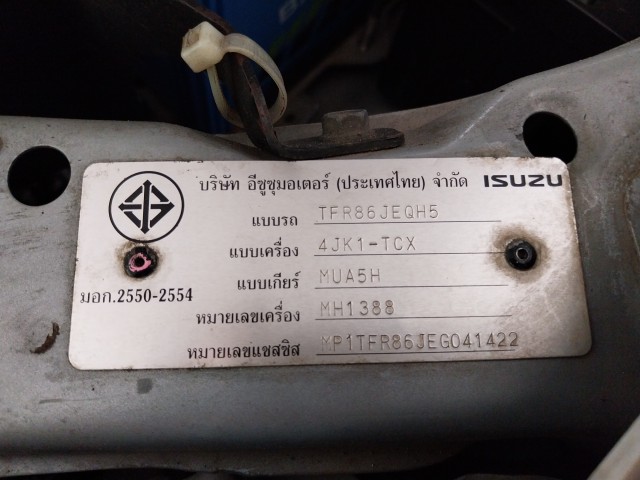 บริษัท อีซูซุมอเตอร์ (ประเทศไทย) จำกัด ISUZU
แบบรถ TFR86JEQH5
แบบเครื่อง 4JK1-TCX
แบบเกียร์ MUA5H
มอก.2550-2554
หมายเลขเครื่อง MH1388
หมายเลขแชสซิส MP1TFR86JEG041422